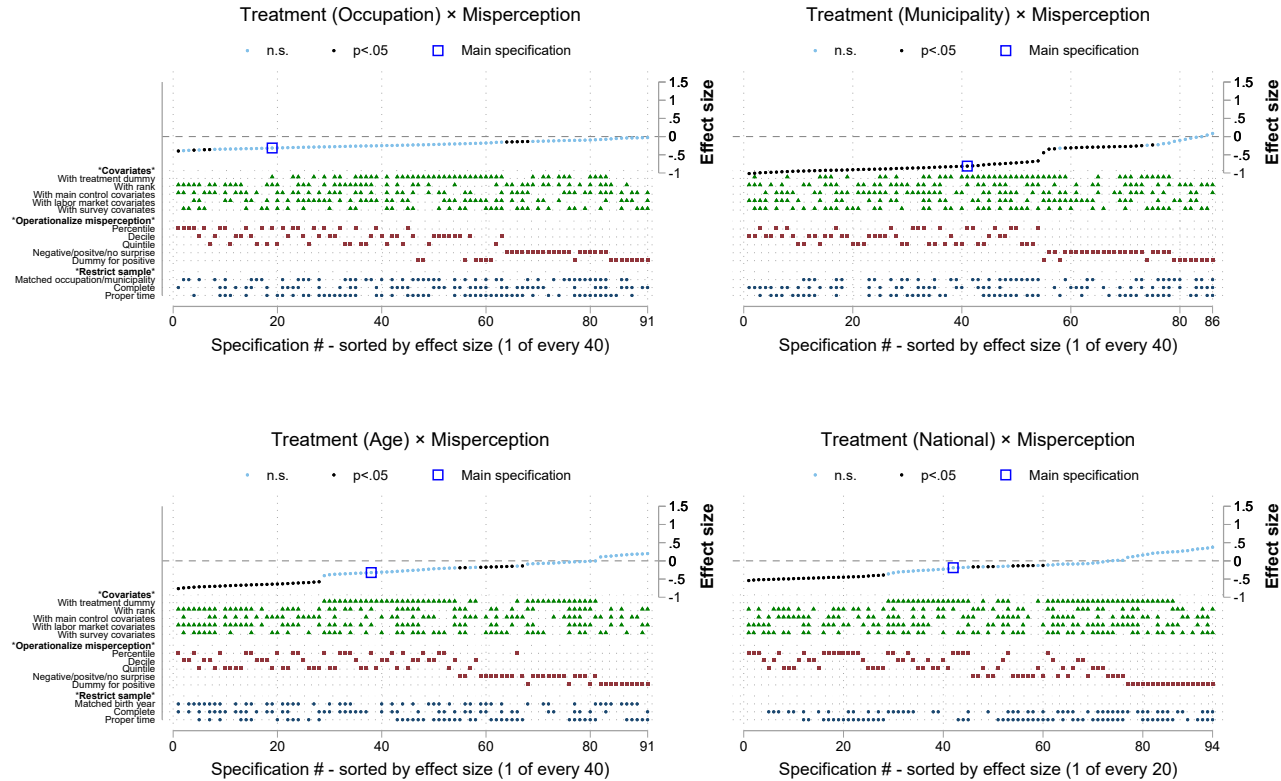 Treatment (Occupation) × Misperception
n.s. p<.05 Main specification
1.5
1
.5
0
-.5
-1
Effect size
*Covariates*
With treatment dummy
With rank
With main control covariates
With labor market covariates
With survey covariates
*Operationalize misperception*
Percentile
Decile
Quintile
Negative/positve/no surprise
Dummy for positive
*Restrict sample*
Matched occupation/municipality
Complete
Proper time
0 20 40 60 80 91
Specification # - sorted by effect size (1 of every 40)
Treatment (Municipality) × Misperception
n.s. p<.05 Main specification
1.5
1
.5
0
-.5
-1
Effect size
0 20 40 60 80 86
Specification # - sorted by effect size (1 of every 40)
Treatment (Age) × Misperception
n.s. p<.05 Main specification
1.5
1
.5
0
-.5
-1
Effect size
*Covariates*
With treatment dummy
With rank
With main control covariates
With labor market covariates
With survey covariates
*Operationalize misperception*
Percentile
Decile
Quintile
Negative/positve/no surprise
Dummy for positive
*Restrict sample*
Matched birth year
Complete
Proper time
0 20 40 60 80 91
Specification # - sorted by effect size (1 of every 40)
Treatment (National) × Misperception
n.s. p<.05 Main specification
1.5
1
.5
0
-.5
-1
Effect size
0 20 40 60 80 94
Specification # - sorted by effect size (1 of every 20)